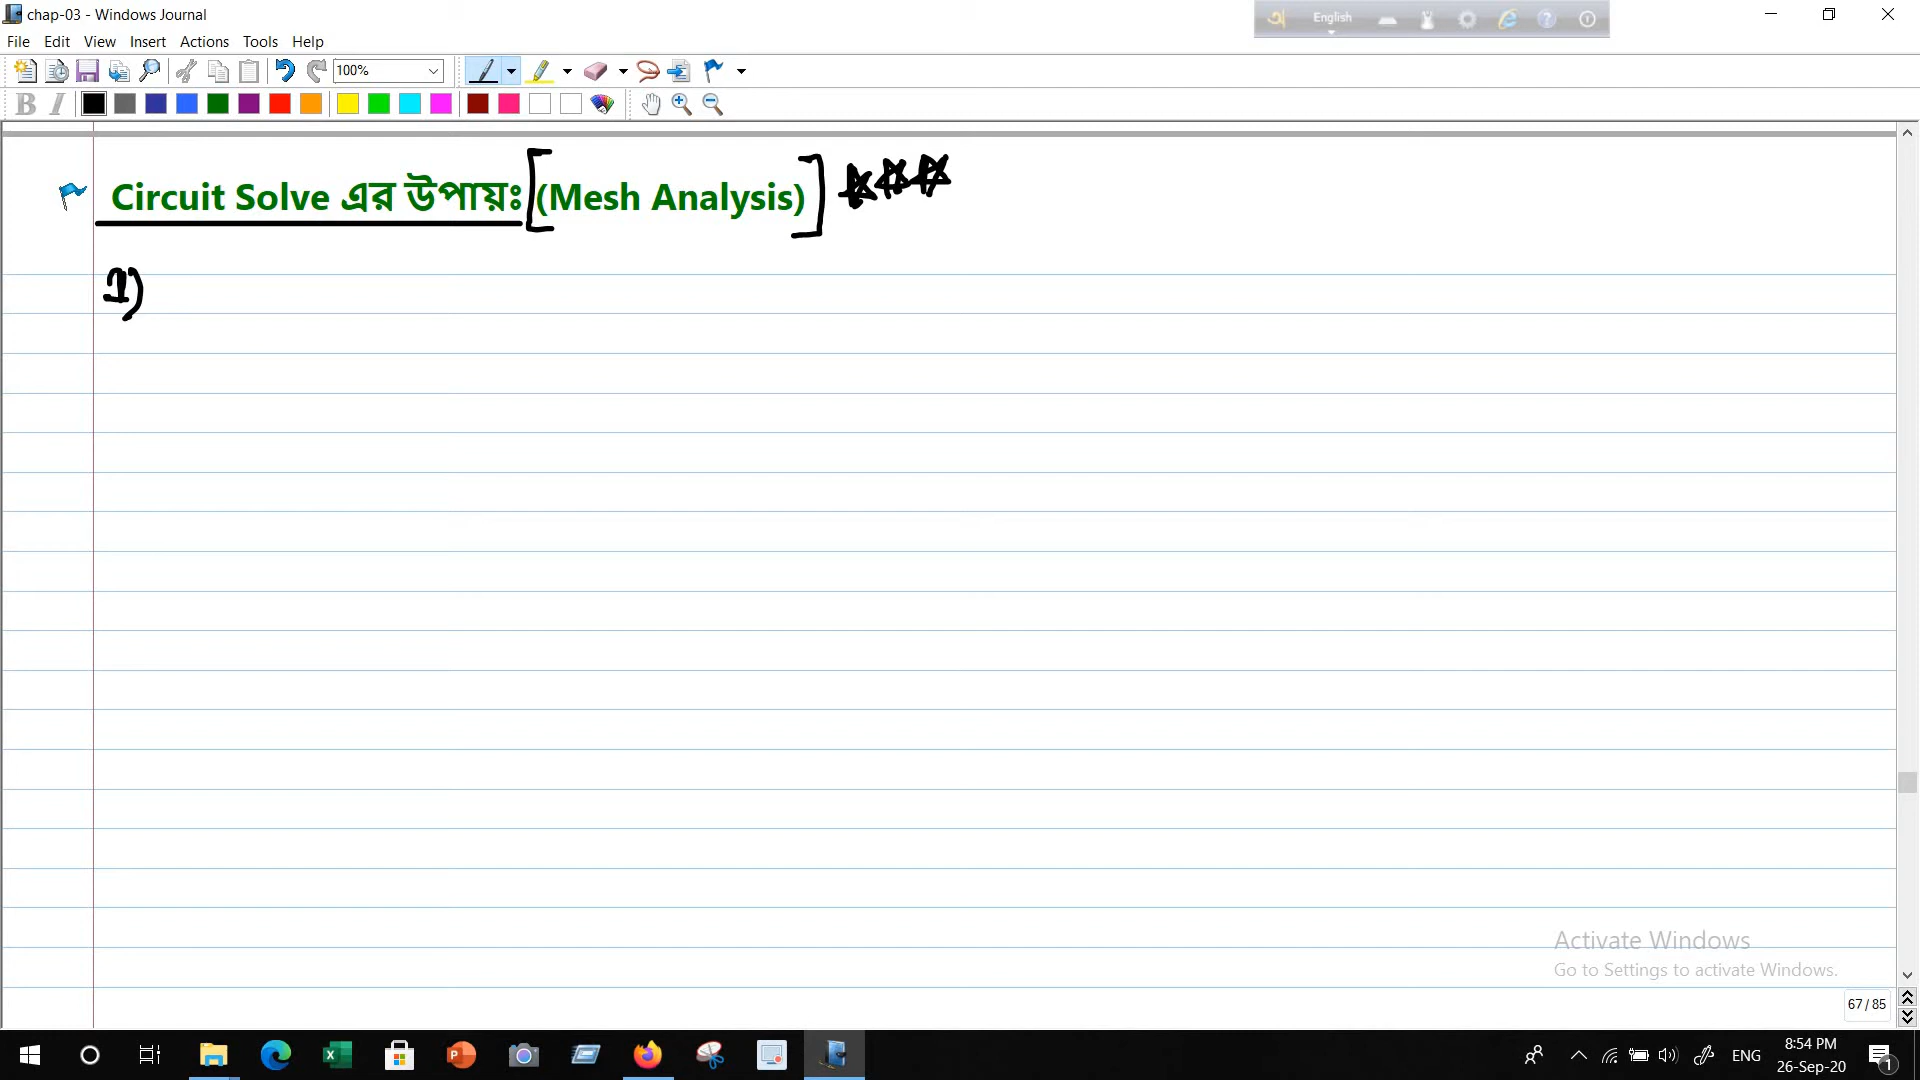 chap-03 - Windows Journal
English
File Edit View Insert Actions Tools Help
100%
B I
Circuit Solve এর উপায়ঃ [(Mesh Analysis)] ☆☆☆
1)
Activate Windows
Go to Settings to activate Windows.
67 / 85
ENG
8:54 PM
26-Sep-20
1